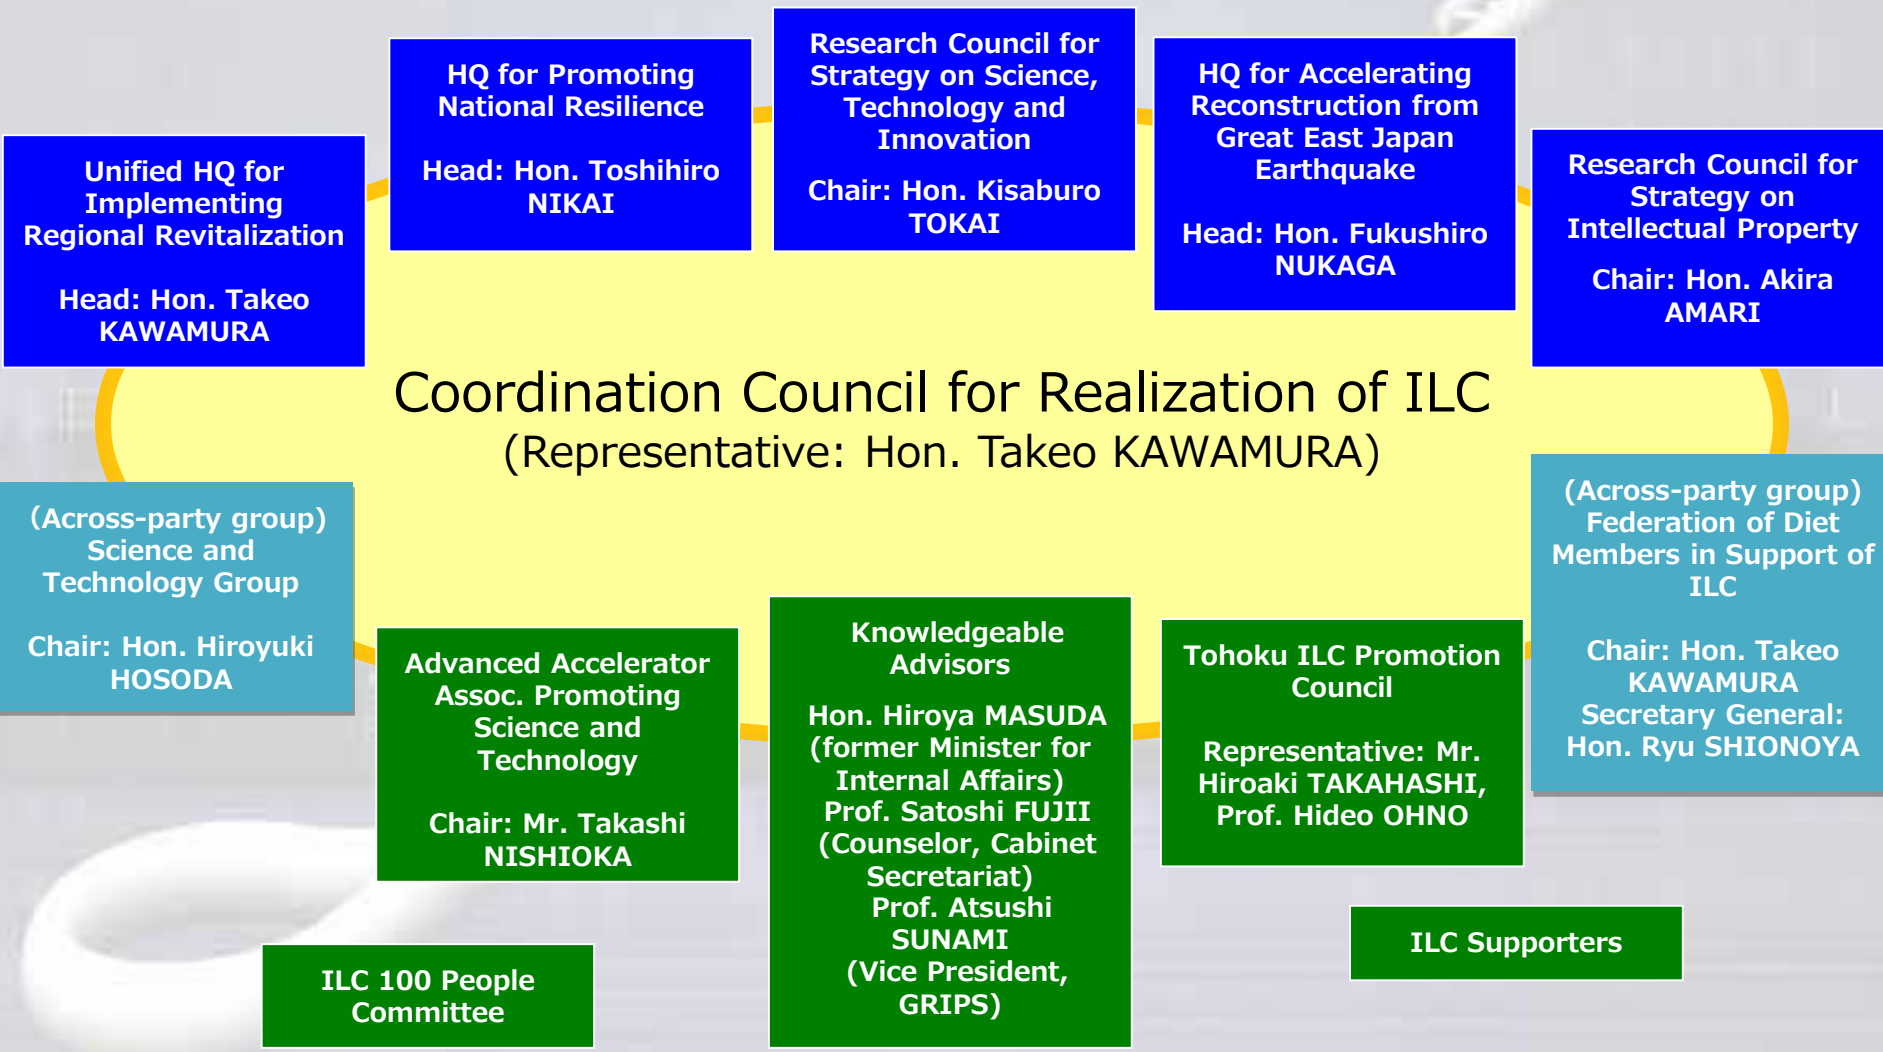 Research Council for
Strategy on Science,
Technology and
Innovation
Chair: Hon. Kisaburo
TOKAI
HQ for Promoting
National Resilience
Head: Hon. Toshihiro
NIKAI
HQ for Accelerating
Reconstruction from
Great East Japan
Earthquake
Head: Hon. Fukushiro
NUKAGA
Unified HQ for
Implementing
Regional Revitalization
Head: Hon. Takeo
KAWAMURA
Research Council for
Strategy on
Intellectual Property
Chair: Hon. Akira
AMARI
Coordination Council for Realization of ILC
(Representative: Hon. Takeo KAWAMURA)
(Across-party group)
Science and
Technology Group
Chair: Hon. Hiroyuki
HOSODA
(Across-party group)
Federation of Diet
Members in Support of
ILC
Chair: Hon. Takeo
KAWAMURA
Secretary General:
Hon. Ryu SHIONOYA
Advanced Accelerator
Assoc. Promoting
Science and
Technology
Chair: Mr. Takashi
NISHIOKA
Knowledgeable
Advisors
Hon. Hiroya MASUDA
(former Minister for
Internal Affairs)
Prof. Satoshi FUJII
(Counselor, Cabinet
Secretariat)
Prof. Atsushi
SUNAMI
(Vice President,
GRIPS)
Tohoku ILC Promotion
Council
Representative: Mr.
Hiroaki TAKAHASHI,
Prof. Hideo OHNO
ILC 100 People
Committee
ILC Supporters